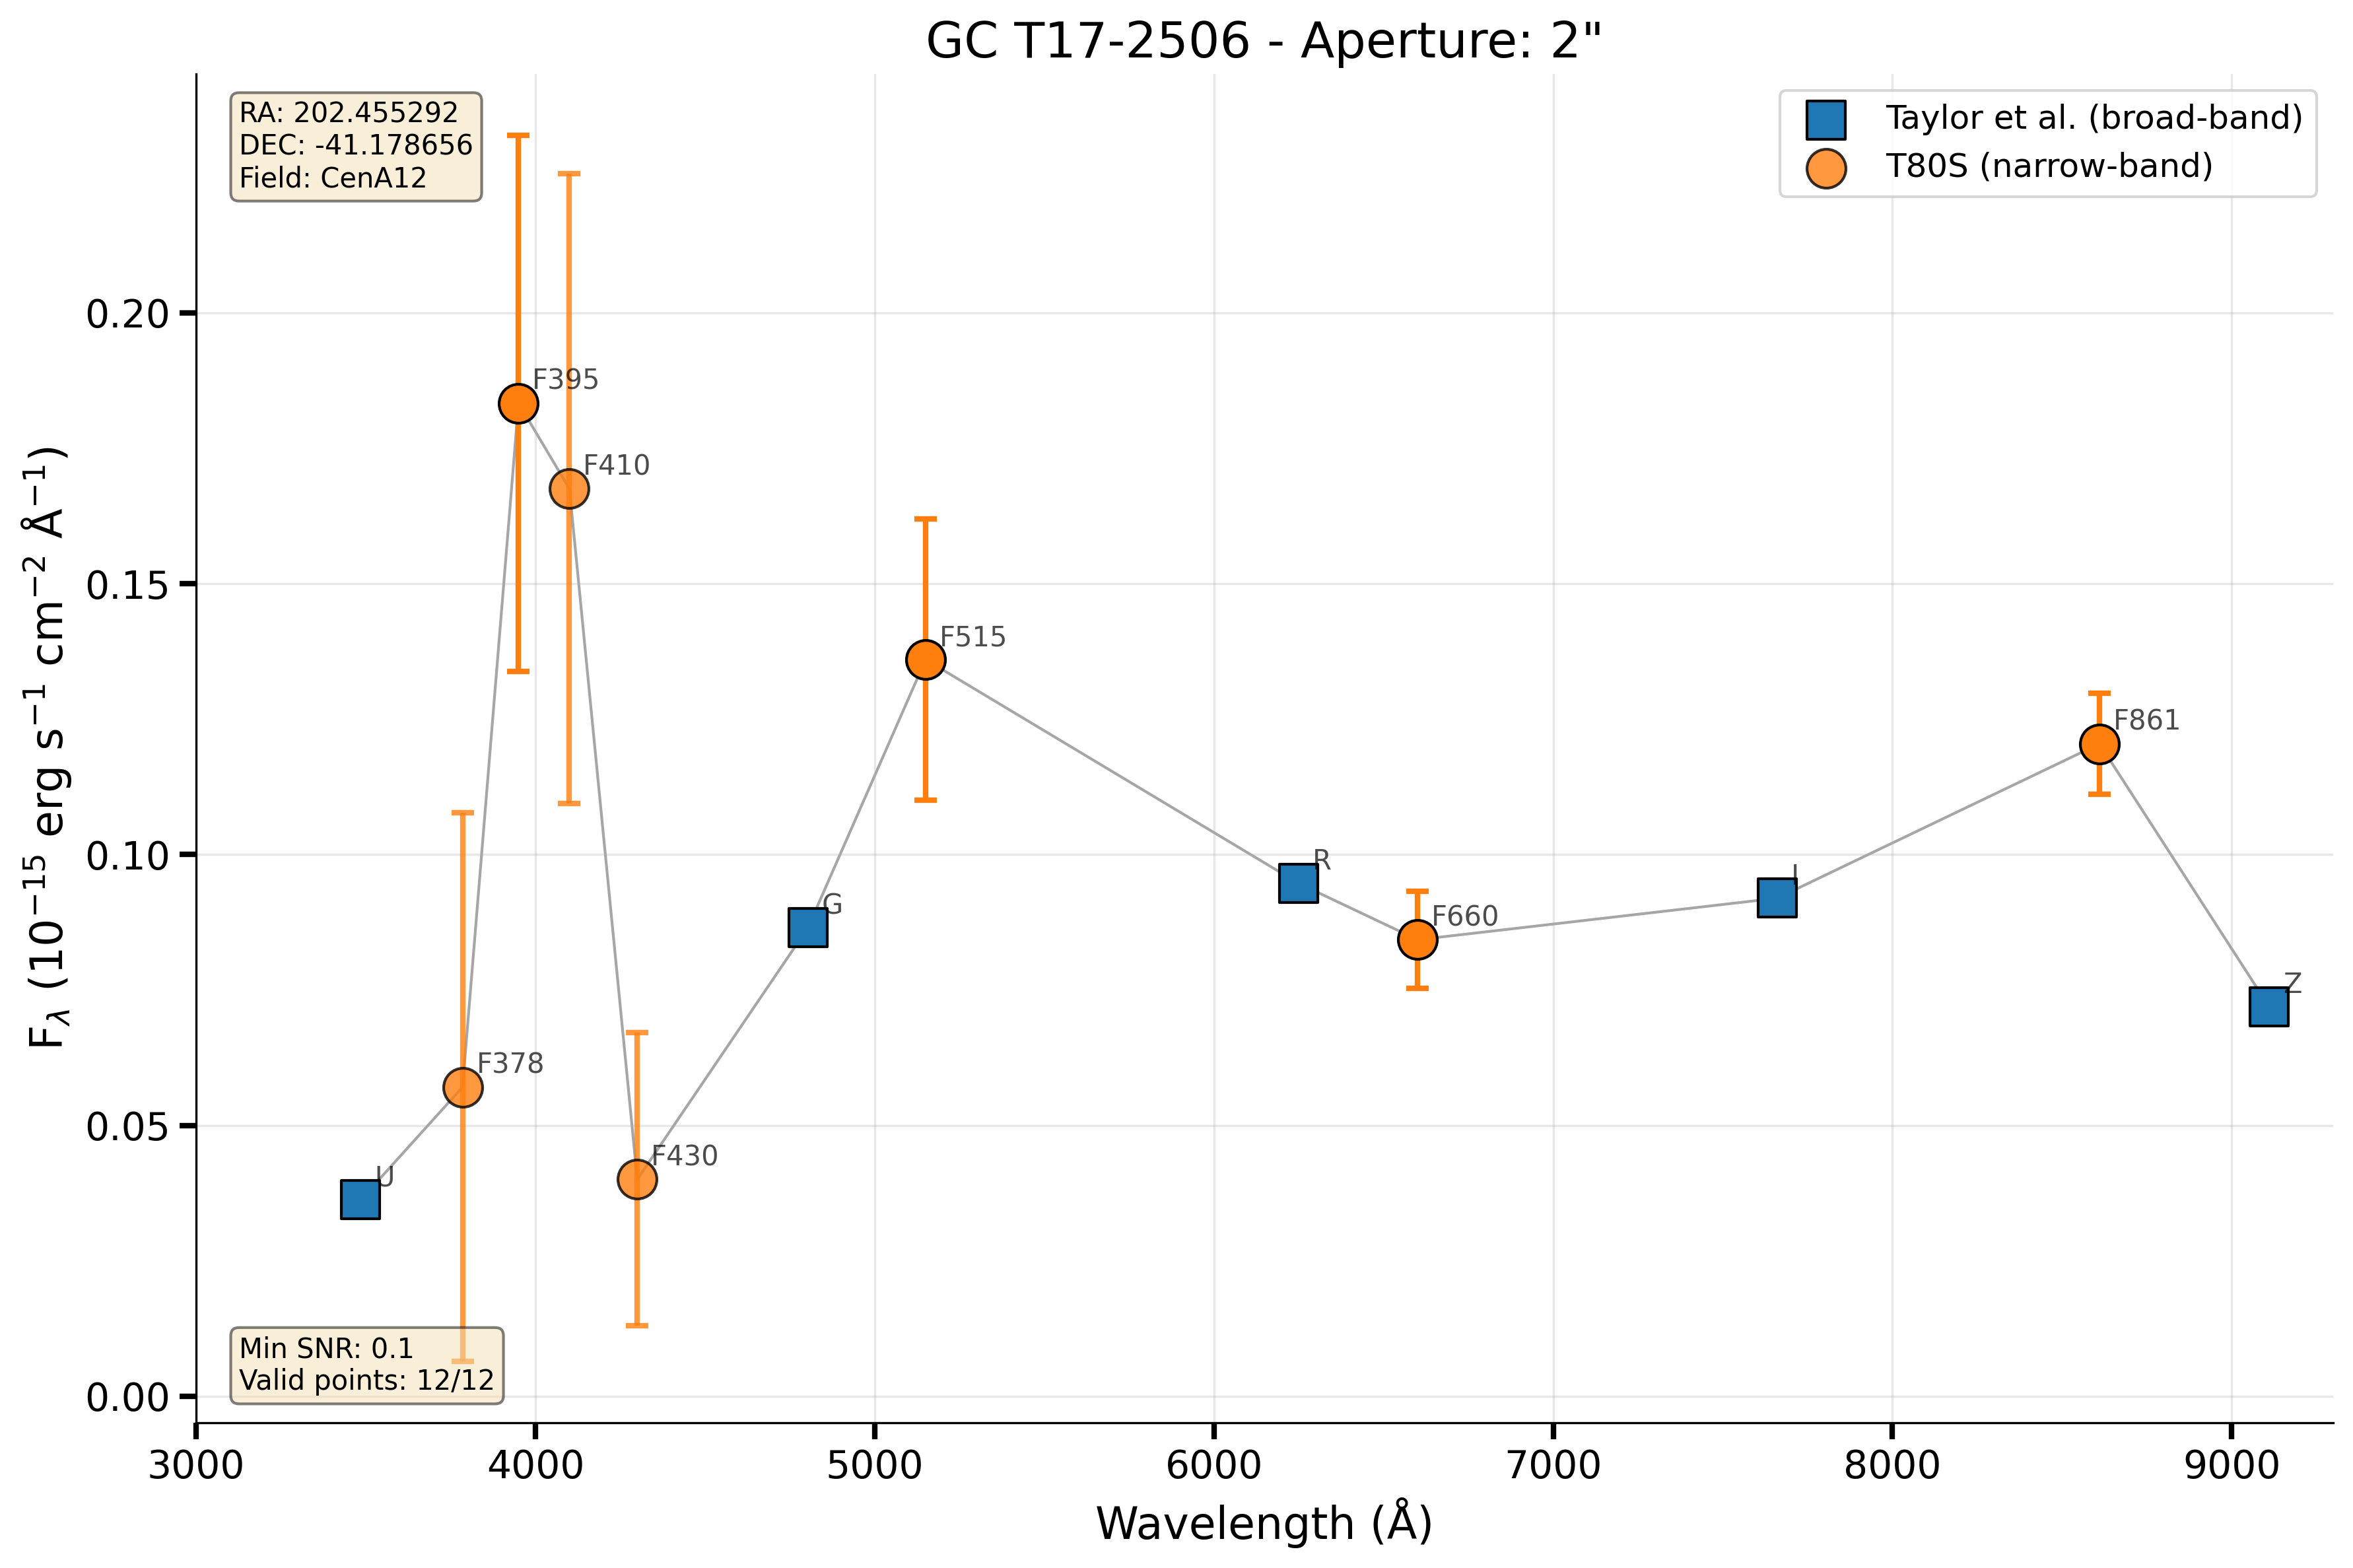 GC T17-2506 - Aperture: 2"
RA: 202.455292
DEC: -41.178656
Field: CenA12
Taylor et al. (broad-band)
T80S (narrow-band)
F395
F410
F515
F861
R
I
G
F660
Z
F378
F430
U
Min SNR: 0.1
Valid points: 12/12
0.20
0.15
0.10
0.05
0.00
F_λ (10⁻¹⁵ erg s⁻¹ cm⁻² Å⁻¹)
3000 4000 5000 6000 7000 8000 9000
Wavelength (Å)